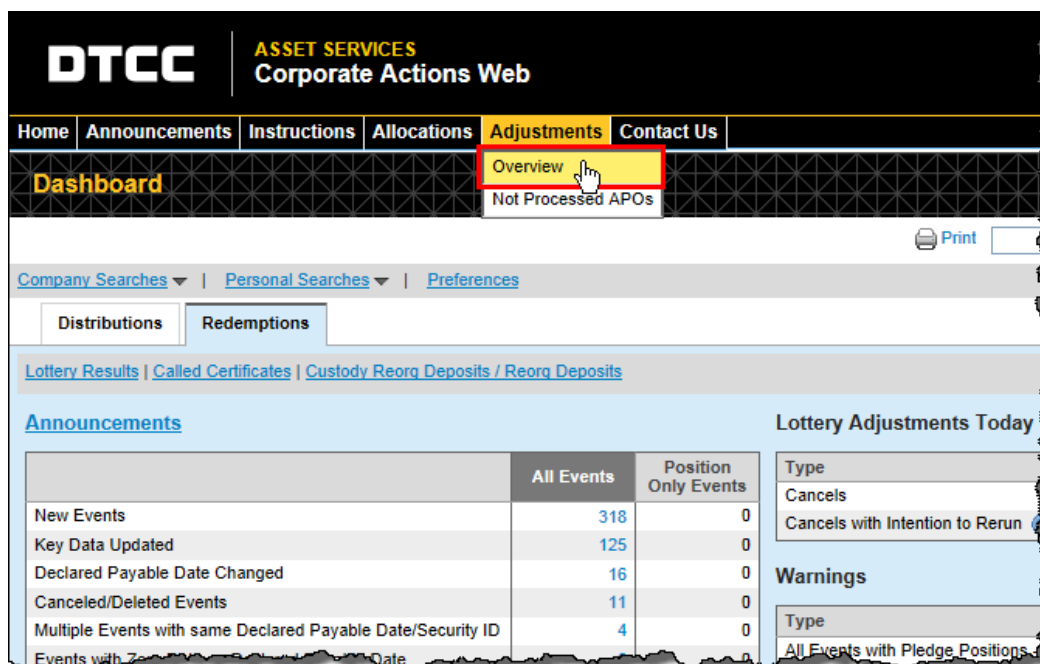 DTCC
ASSET SERVICES
Corporate Actions Web
Home Announcements Instructions Allocations Adjustments Contact Us
Overview
Not Processed APOs
Dashboard
Print
Company Searches | Personal Searches | Preferences
Distributions Redemptions
Lottery Results | Called Certificates | Custody Reorg Deposits / Reorg Deposits
Announcements
All Events Position Only Events
New Events 318 0
Key Data Updated 125 0
Declared Payable Date Changed 16 0
Canceled/Deleted Events 11 0
Multiple Events with same Declared Payable Date/Security ID 4 0
Events with Date
Lottery Adjustments Today
Type
Cancels
Cancels with Intention to Rerun
Warnings
Type
All Events with Pledge Positions